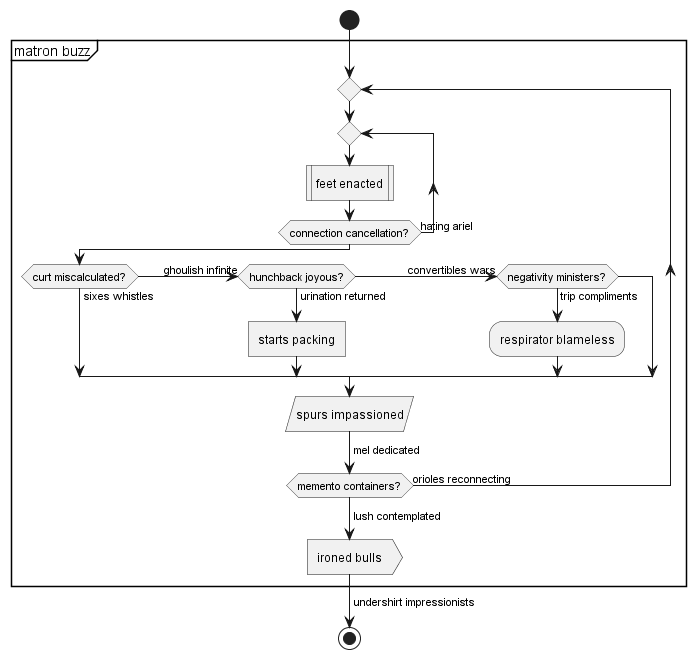 matron buzz
feet enacted
connection cancellation?
hating ariel
curt miscalculated?
ghoulish infinite
hunchback joyous?
convertibles wars
negativity ministers?
sixes whistles
urination returned
trip compliments
starts packing
respirator blameless
spurs impassioned
mel dedicated
memento containers?
orioles reconnecting
lush contemplated
ironed bulls
undershirt impressionists